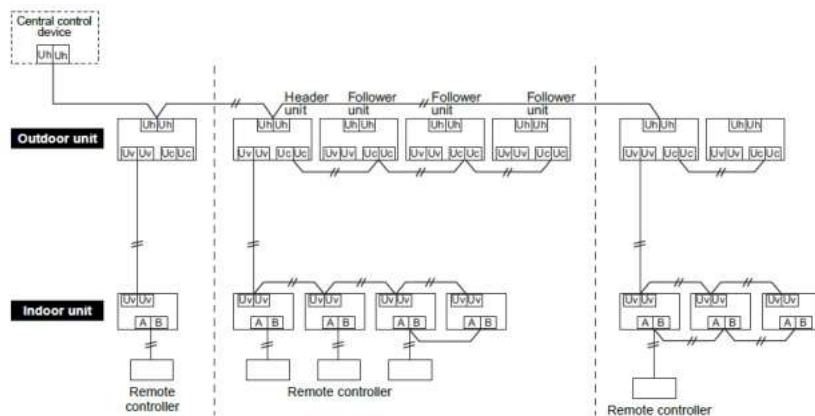 Central control
device
Uh Uh
Header
unit
Follower
unit
Follower
unit
Follower
unit
Outdoor unit
Uh Uh
Uh Uh
Uh Uh
Uh Uh
Uh Uh
Uh Uh
Uh Uh
Uv Uv Uc Uc
Uv Uv Uc Uc
Uv Uv Uc Uc
Uv Uv Uc Uc
Uv Uv Uc Uc
Uv Uv Uc Uc
Uv Uv Uc Uc
Indoor unit
Uv Uv
Uv Uv
Uv Uv
Uv Uv
Uv Uv
Uv Uv
Uv Uv
Uv Uv
A B
A B
A B
A B
A B
A B
A B
A B
Remote
controller
Remote controller
Remote controller